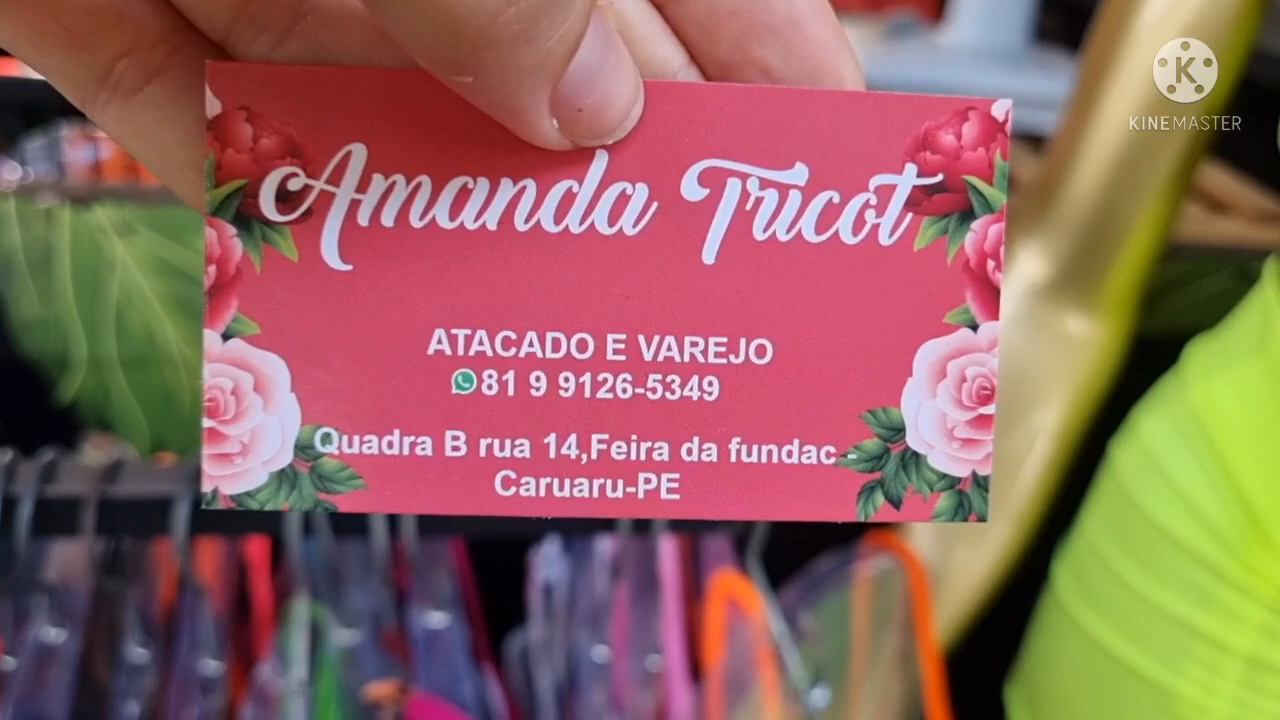 K
KINEMASTER
Amanda Tricot
ATACADO E VAREJO
81 9 9126-5349
Quadra B rua 14,Feira da fundac -
Caruaru-PE